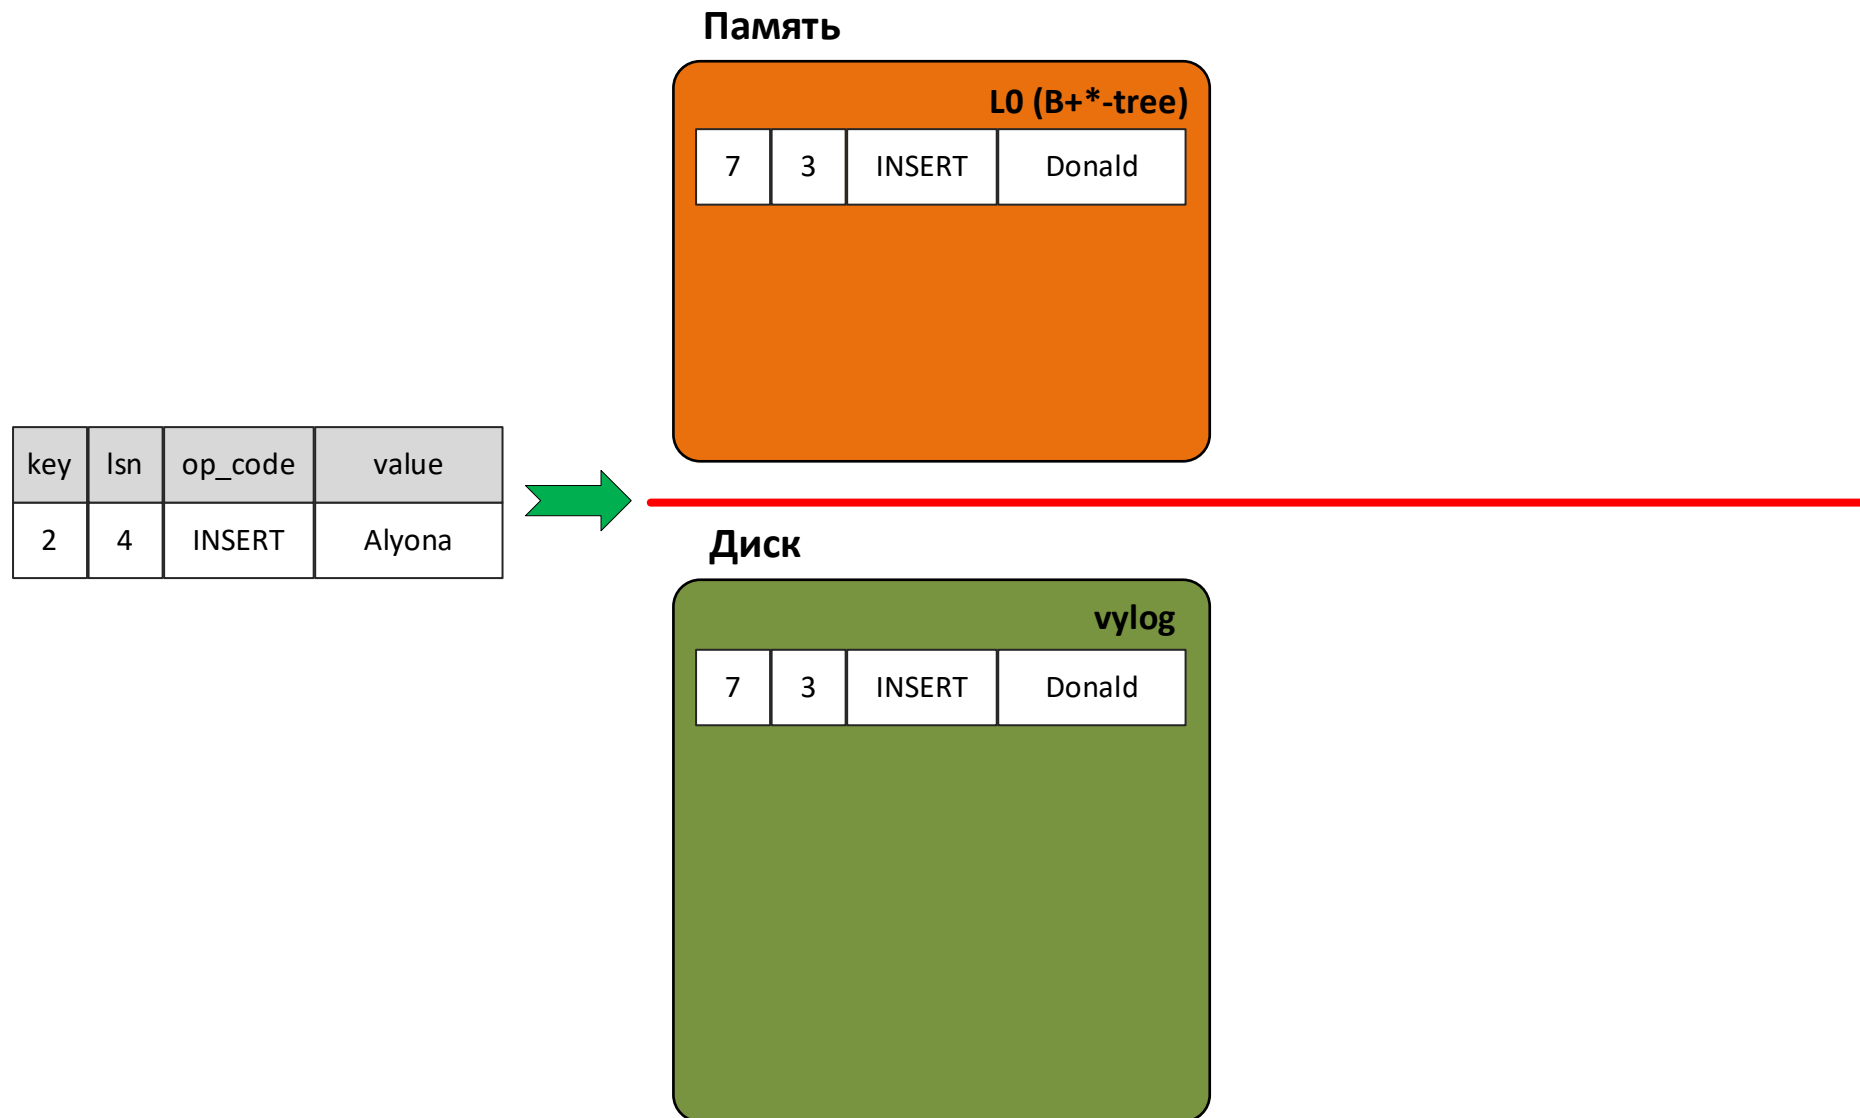 Память
L0 (B+*-tree)
7 3 INSERT Donald
key lsn op_code value
2 4 INSERT Alyona
Диск
vylog
7 3 INSERT Donald